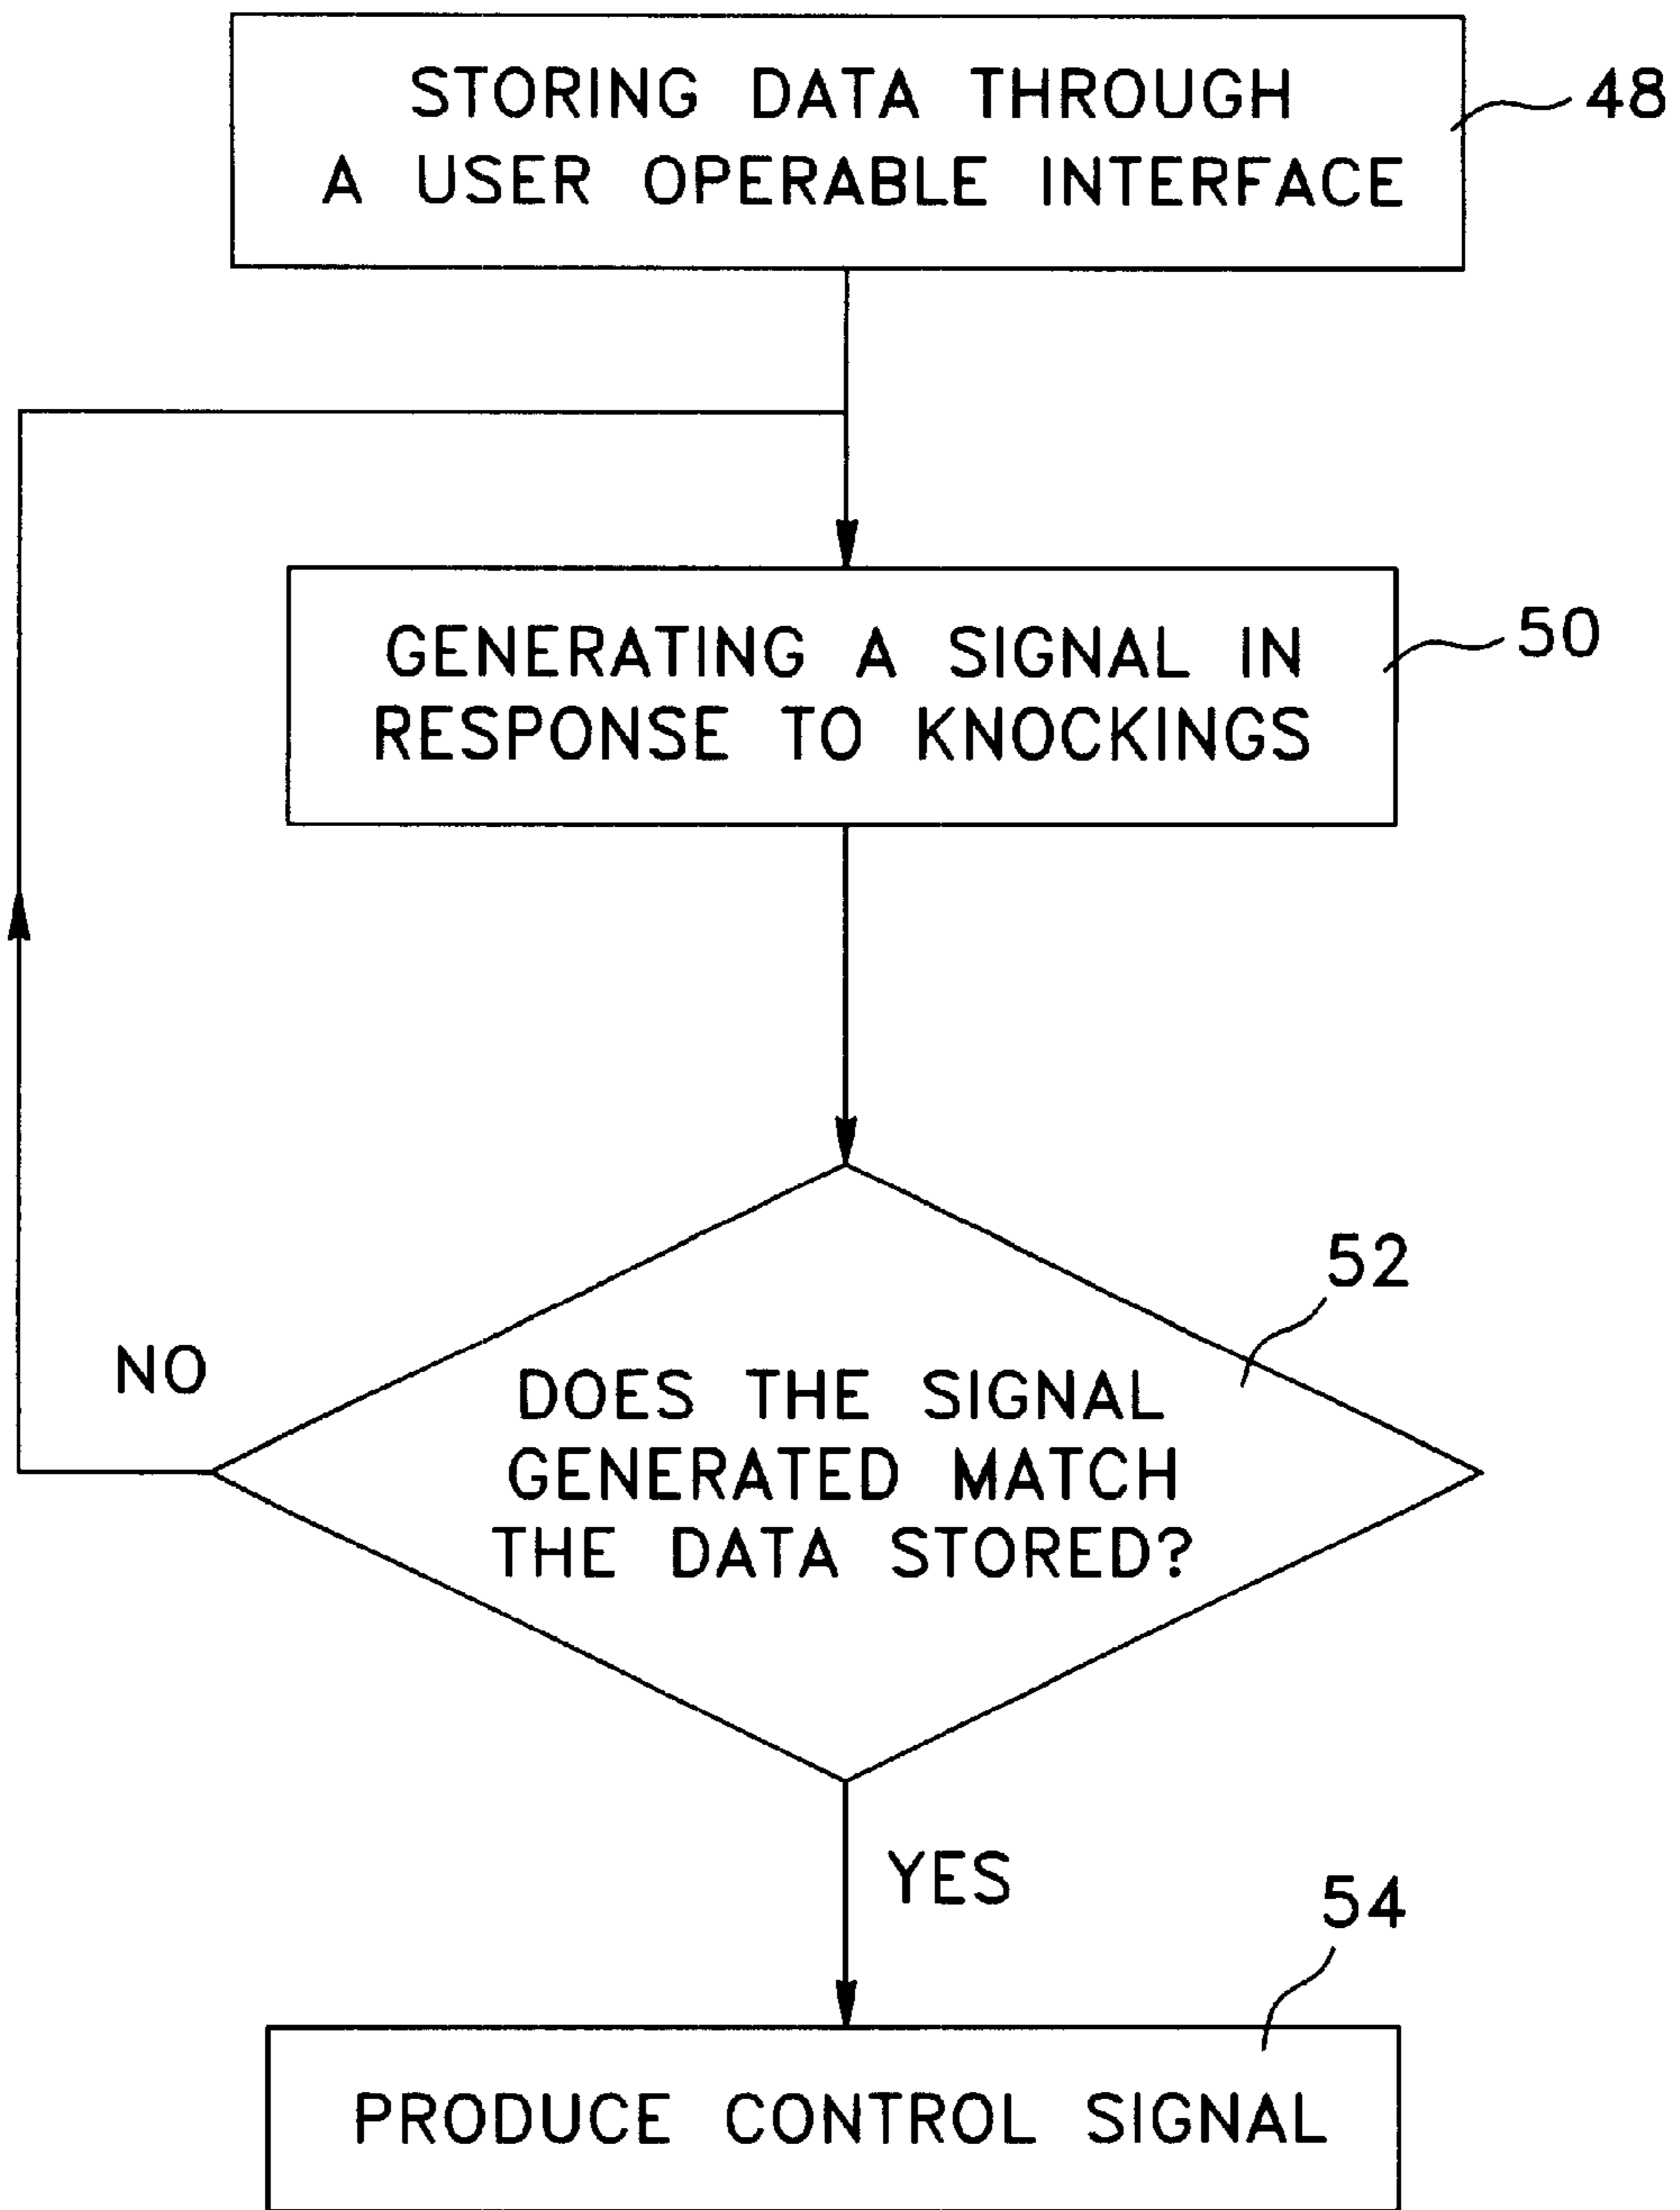 STORING DATA THROUGH
A USER OPERABLE INTERFACE
48
GENERATING A SIGNAL IN
RESPONSE TO KNOCKINGS
50
52
NO
DOES THE SIGNAL
GENERATED MATCH
THE DATA STORED?
YES
54
PRODUCE CONTROL SIGNAL